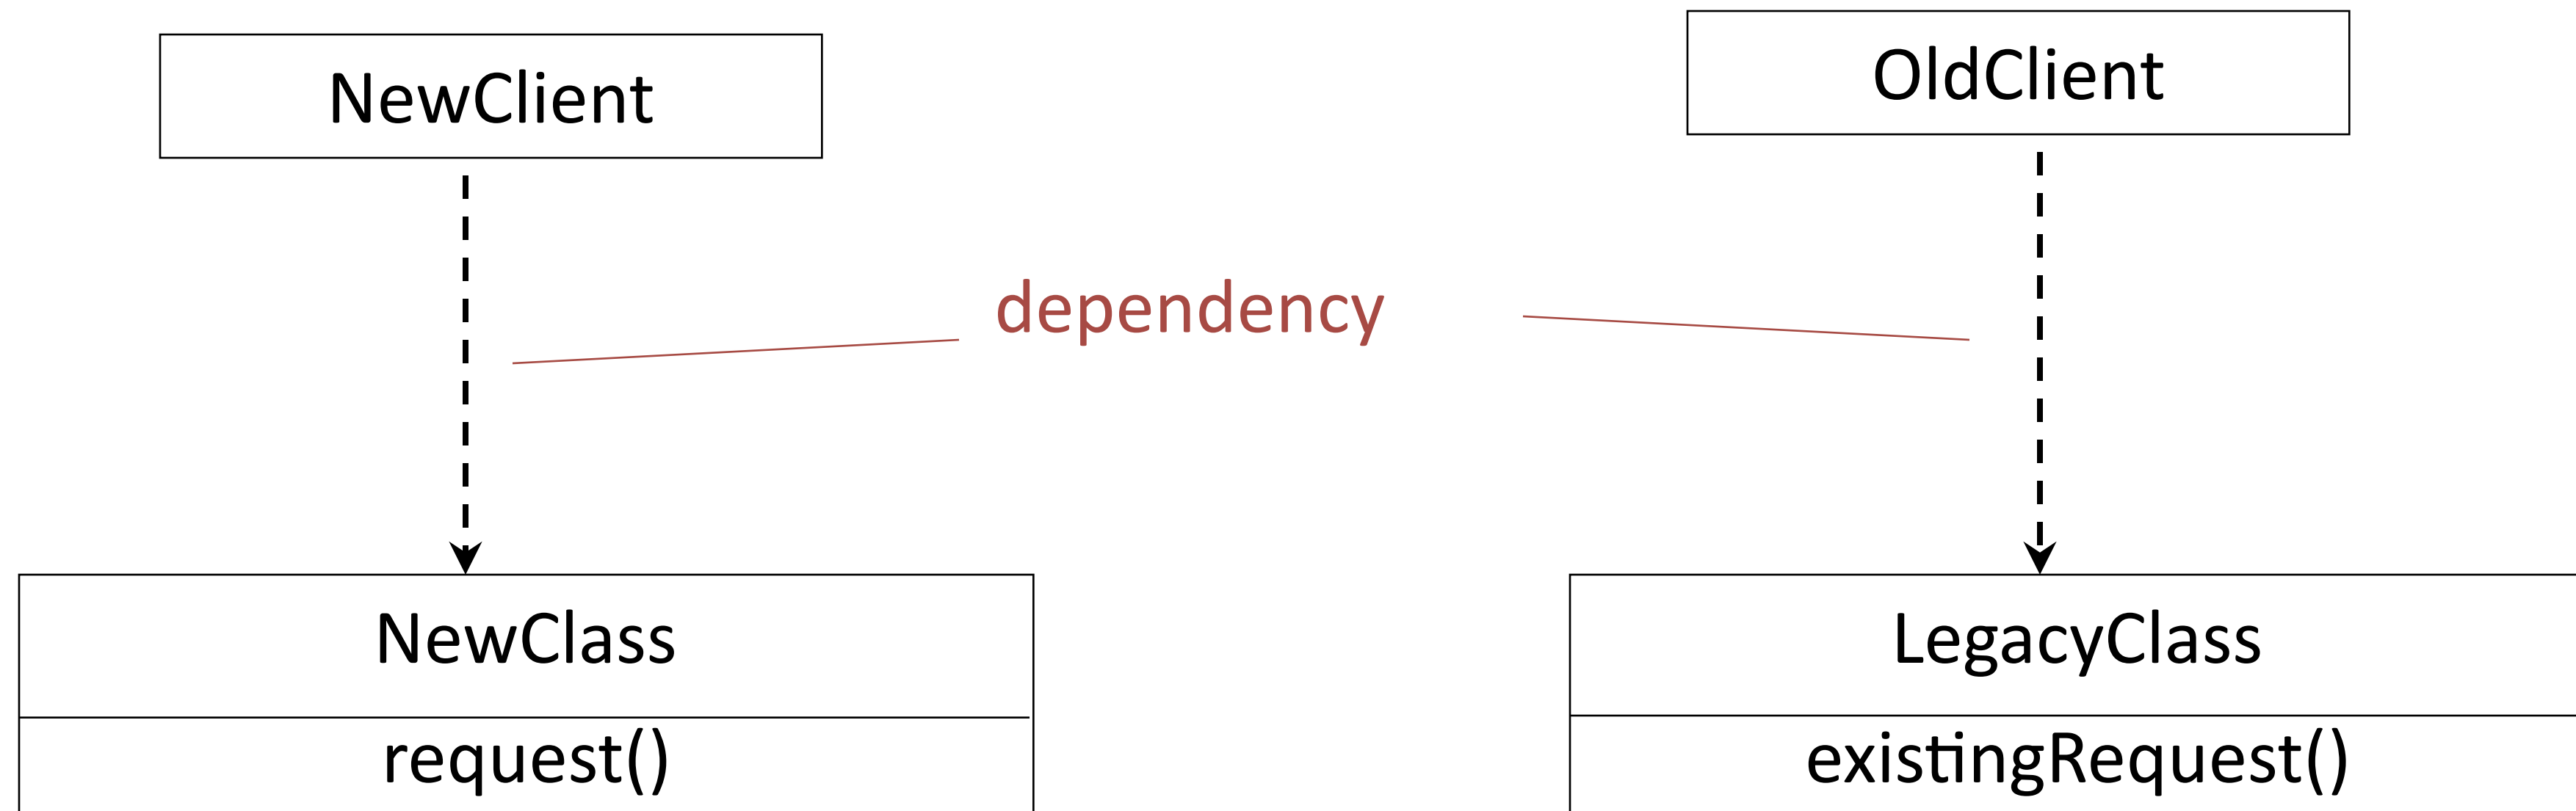 NewClient
OldClient
dependency
NewClass
LegacyClass
request()
existingRequest()